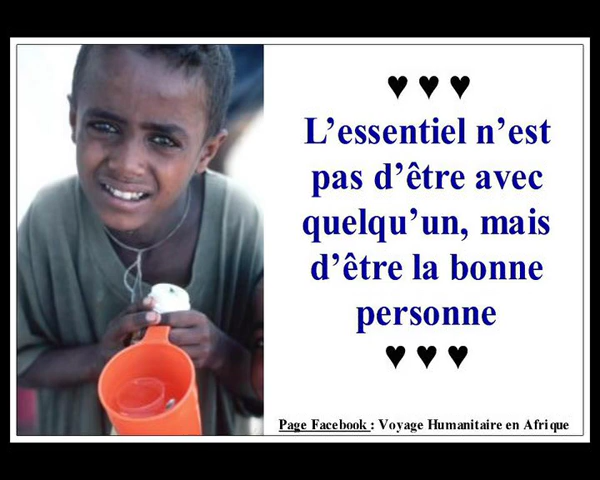 ♥ ♥ ♥
L'essentiel n'est
pas d'être avec
quelqu'un, mais
d'être la bonne
personne
♥ ♥ ♥
Page Facebook : Voyage Humanitaire en Afrique